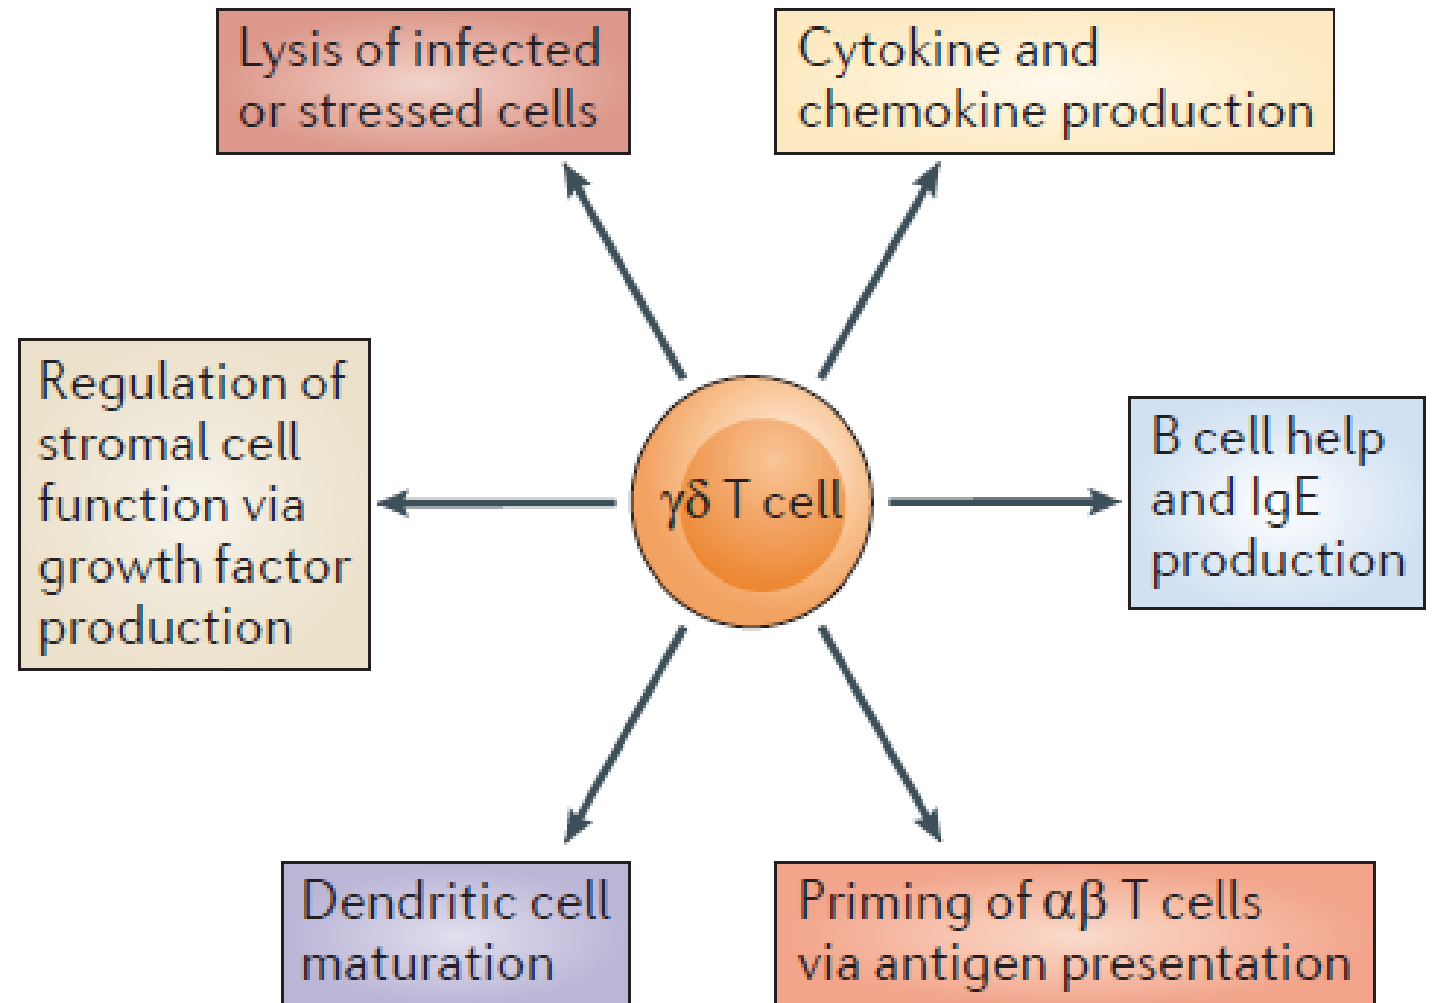 Lysis of infected
or stressed cells
Cytokine and
chemokine production
Regulation of
stromal cell
function via
growth factor
production
γδ T cell
B cell help
and IgE
production
Dendritic cell
maturation
Priming of αβ T cells
via antigen presentation